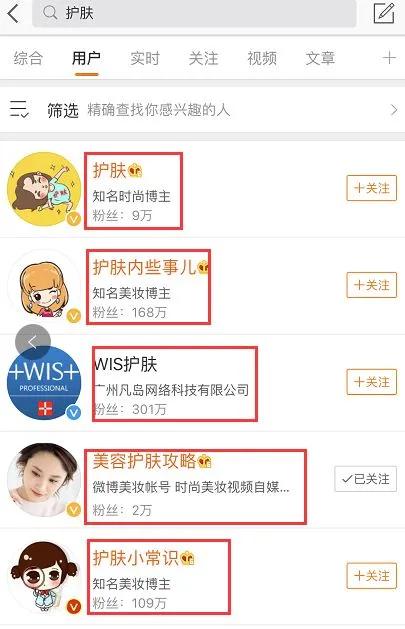 护肤
综合 用户 实时 关注 视频 文章
筛选 精确查找你感兴趣的人
护肤
知名时尚博主
粉丝：9万
+关注
护肤内些事儿
知名美妆博主
粉丝：168万
+关注
+WIS+
PROFESSIONAL
WIS护肤
广州凡岛网络科技有限公司
粉丝：301万
+关注
美容护肤攻略
微博美妆帐号 时尚美妆视频自媒...
粉丝：2万
已关注
护肤小常识
知名美妆博主
粉丝：109万
+关注